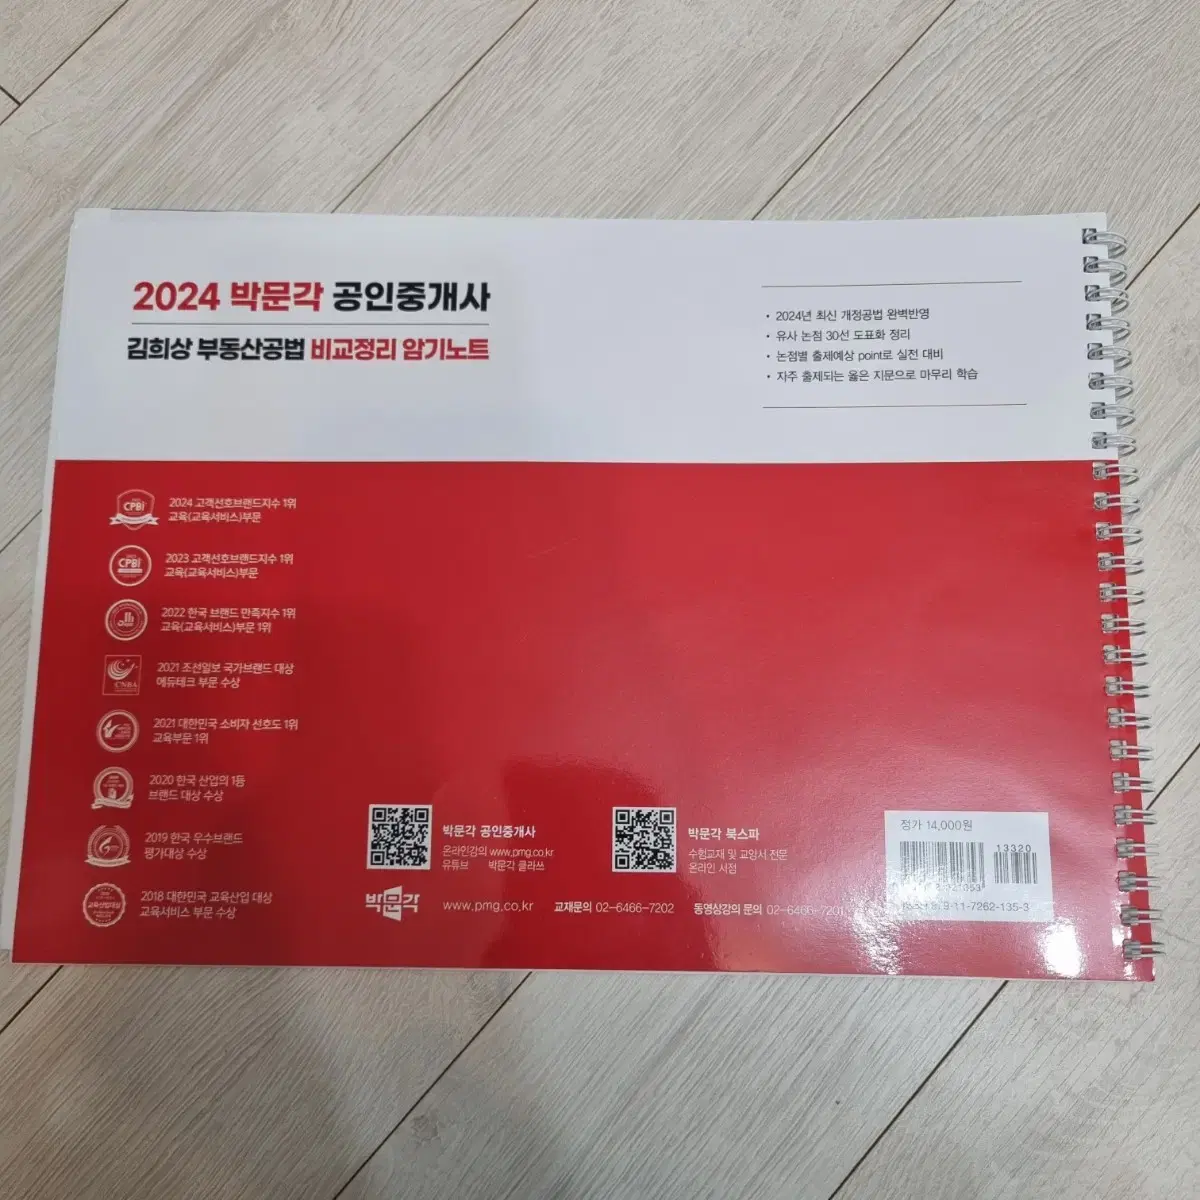 2024 박문각 공인중개사
김희상 부동산공법 비교정리 암기노트
• 2024년 최신 개정공법 완벽반영
• 유사 논점 30선 도표화 정리
• 논점별 출제예상 point로 실전 대비
• 자주 출제되는 옳은 지문으로 마무리 학습
CPBI
2024 고객선호브랜드지수 1위
교육(교육서비스)부문
CPBI
2023 고객선호브랜드지수 1위
교육(교육서비스)부문
2022 한국 브랜드 만족지수 1위
교육(교육서비스)부문 1위
CNBA
2021 조선일보 국가브랜드 대상
에듀테크 부문 수상
2021 대한민국 소비자 선호도 1위
교육부문 1위
2020 한국 산업의 1등
브랜드 대상 수상
2019 한국 우수브랜드
평가대상 수상
교육산업대상
2018 대한민국 교육산업 대상
교육서비스 부문 수상
박문각 공인중개사
온라인강의 www.pmg.co.kr
유튜브 박문각 클라쓰
박문각 북스파
수험교재 및 교양서 전문
온라인 서점
박문각
www.pmg.co.kr
교재문의 02-6466-7202
동영상강의 문의 02-6466-7201
정가 14,000원
13320
11-7262-135-3